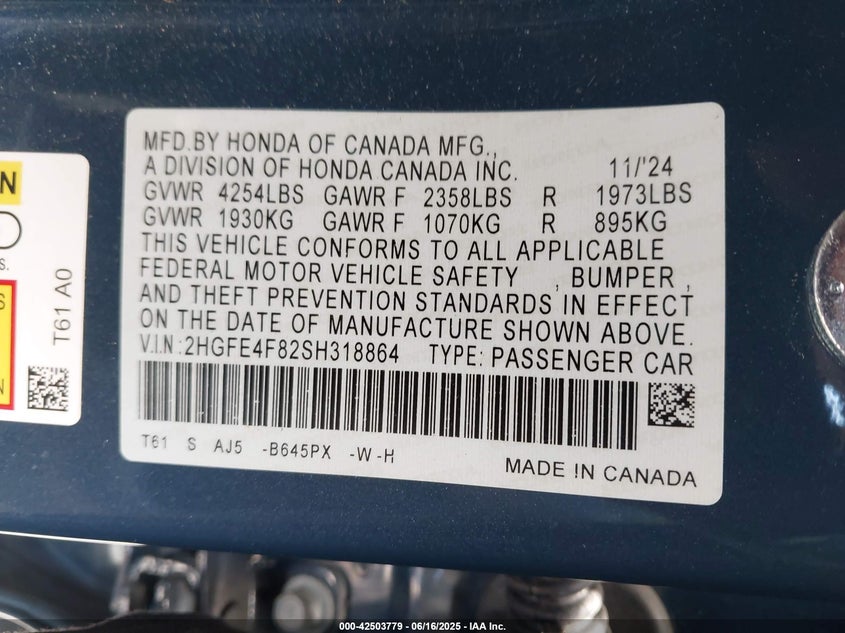 MFD.BY HONDA OF CANADA MFG.,
A DIVISION OF HONDA CANADA INC. 11/'24
GVWR 4254LBS GAWR F 2358LBS R 1973LBS
GVWR 1930KG GAWR F 1070KG R 895KG
THIS VEHICLE CONFORMS TO ALL APPLICABLE
FEDERAL MOTOR VEHICLE SAFETY , BUMPER ,
AND THEFT PREVENTION STANDARDS IN EFFECT
ON THE DATE OF MANUFACTURE SHOWN ABOVE.
V.I.N:2HGFE4F82SH318864 TYPE: PASSENGER CAR
T61 S AJ5 -B645PX -W-H
MADE IN CANADA
T61 A0
000-42503779 - 06/16/2025 - IAA Inc.